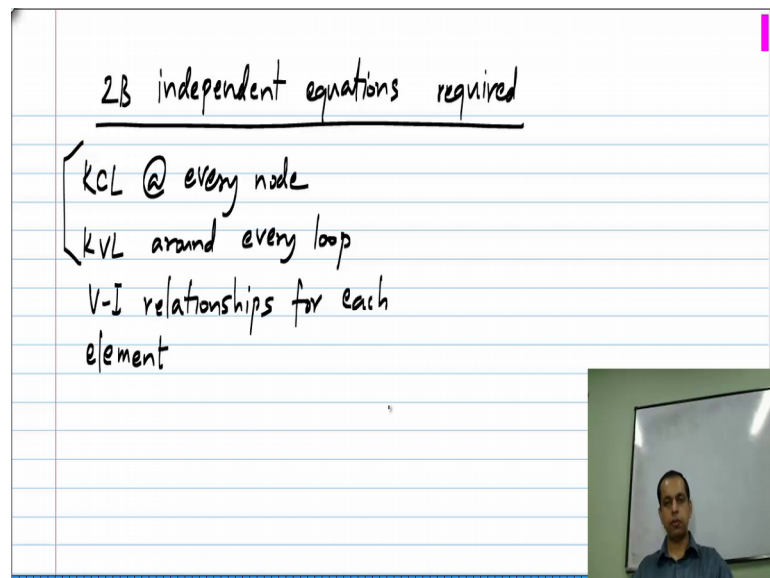 2B independent equations required
KCL @ every node
KVL around every loop
V-I relationships for each
element